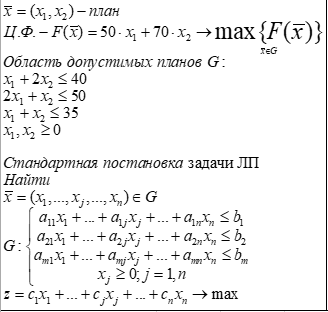 x̅ = (x₁, x₂) – план
Ц.Ф. – F(x̅) = 50 · x₁ + 70 · x₂ → max {F(x̅)}
x̅∈G
Область допустимых планов G :
x₁ + 2x₂ ≤ 40
2x₁ + x₂ ≤ 50
x₁ + x₂ ≤ 35
x₁, x₂ ≥ 0
Стандартная постановка задачи ЛП
Найти
x̅ = (x₁,..., xⱼ,..., xₙ) ∈ G
a₁₁x₁ + ... + a₁ⱼxⱼ + ... + a₁ₙxₙ ≤ b₁
G : { a₂₁x₁ + ... + a₂ⱼxⱼ + ... + a₂ₙxₙ ≤ b₂
aₘ₁x₁ + ... + aₘⱼxⱼ + ... + aₘₙxₙ ≤ bₘ
xⱼ ≥ 0; j = 1, n
z = c₁x₁ + ... + cⱼxⱼ + ... + cₙxₙ → max